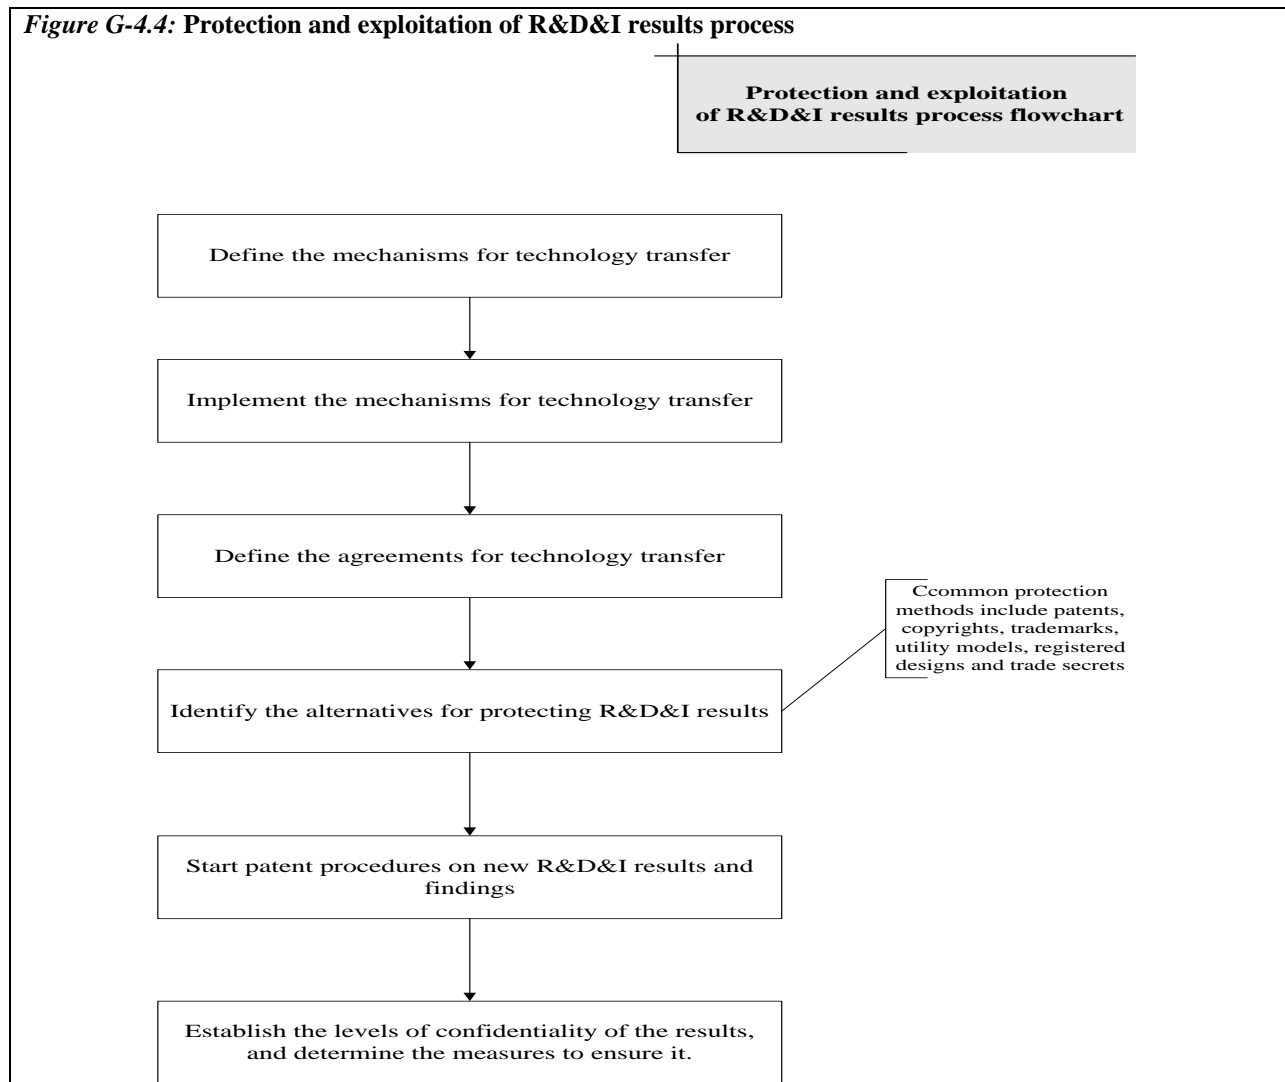 Figure G-4.4: Protection and exploitation of R&D&I results process
Protection and exploitation
of R&D&I results process flowchart
Define the mechanisms for technology transfer
Implement the mechanisms for technology transfer
Define the agreements for technology transfer
Ccommon protection
methods include patents,
copyrights, trademarks,
utility models, registered
designs and trade secrets
Identify the alternatives for protecting R&D&I results
Start patent procedures on new R&D&I results and
findings
Establish the levels of confidentiality of the results,
and determine the measures to ensure it.